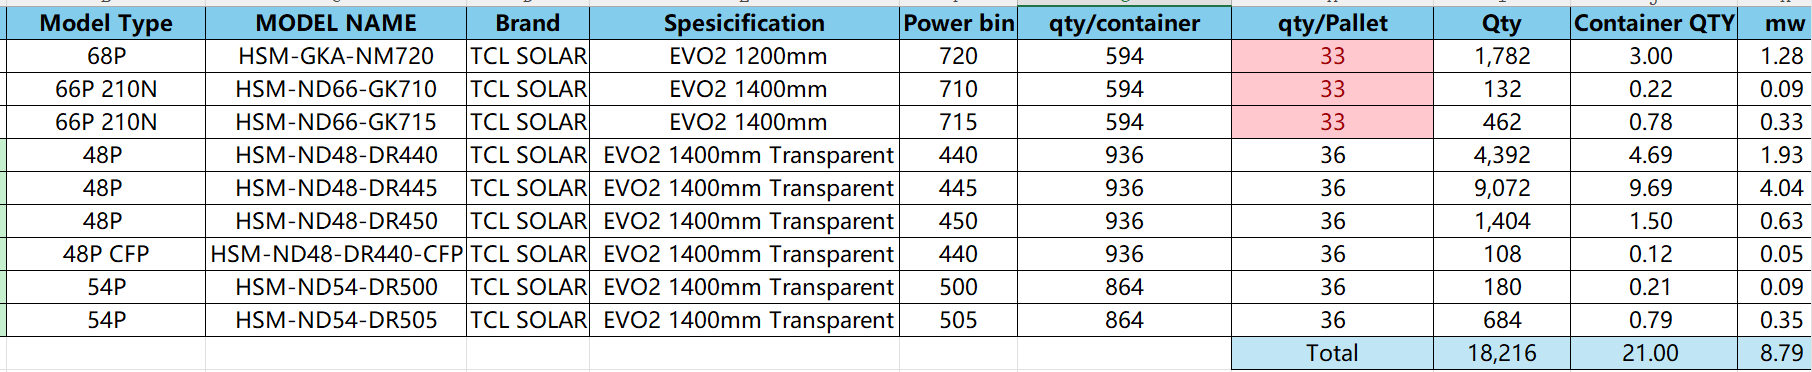 Model Type MODEL NAME Brand Spesicification Power bin qty/container qty/Pallet Qty Container QTY mw
68P HSM-GKA-NM720 TCL SOLAR EVO2 1200mm 720 594 33 1,782 3.00 1.28
66P 210N HSM-ND66-GK710 TCL SOLAR EVO2 1400mm 710 594 33 132 0.22 0.09
66P 210N HSM-ND66-GK715 TCL SOLAR EVO2 1400mm 715 594 33 462 0.78 0.33
48P HSM-ND48-DR440 TCL SOLAR EVO2 1400mm Transparent 440 936 36 4,392 4.69 1.93
48P HSM-ND48-DR445 TCL SOLAR EVO2 1400mm Transparent 445 936 36 9,072 9.69 4.04
48P HSM-ND48-DR450 TCL SOLAR EVO2 1400mm Transparent 450 936 36 1,404 1.50 0.63
48P CFP HSM-ND48-DR440-CFP TCL SOLAR EVO2 1400mm Transparent 440 936 36 108 0.12 0.05
54P HSM-ND54-DR500 TCL SOLAR EVO2 1400mm Transparent 500 864 36 180 0.21 0.09
54P HSM-ND54-DR505 TCL SOLAR EVO2 1400mm Transparent 505 864 36 684 0.79 0.35
Total 18,216 21.00 8.79